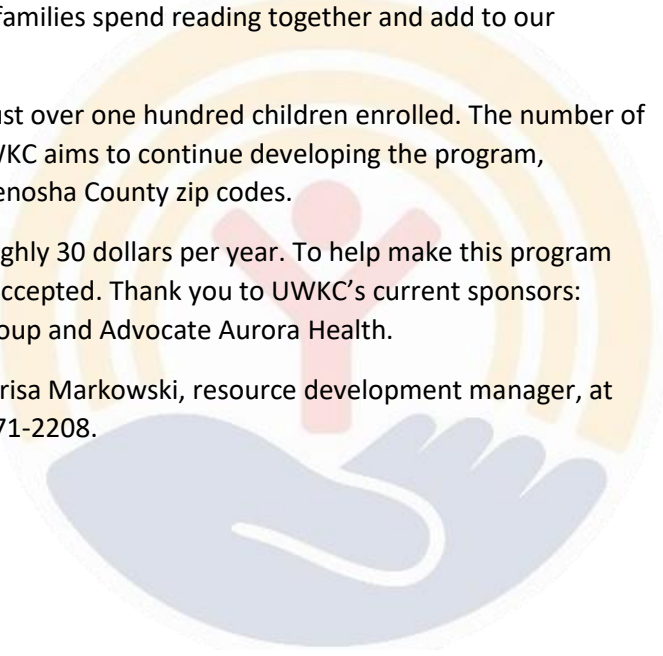 families spend reading together and add to our
ust over one hundred children enrolled. The number of
WKC aims to continue developing the program,
enosha County zip codes.
ghly 30 dollars per year. To help make this program
accepted. Thank you to UWKC’s current sponsors:
oup and Advocate Aurora Health.
risa Markowski, resource development manager, at
71-2208.